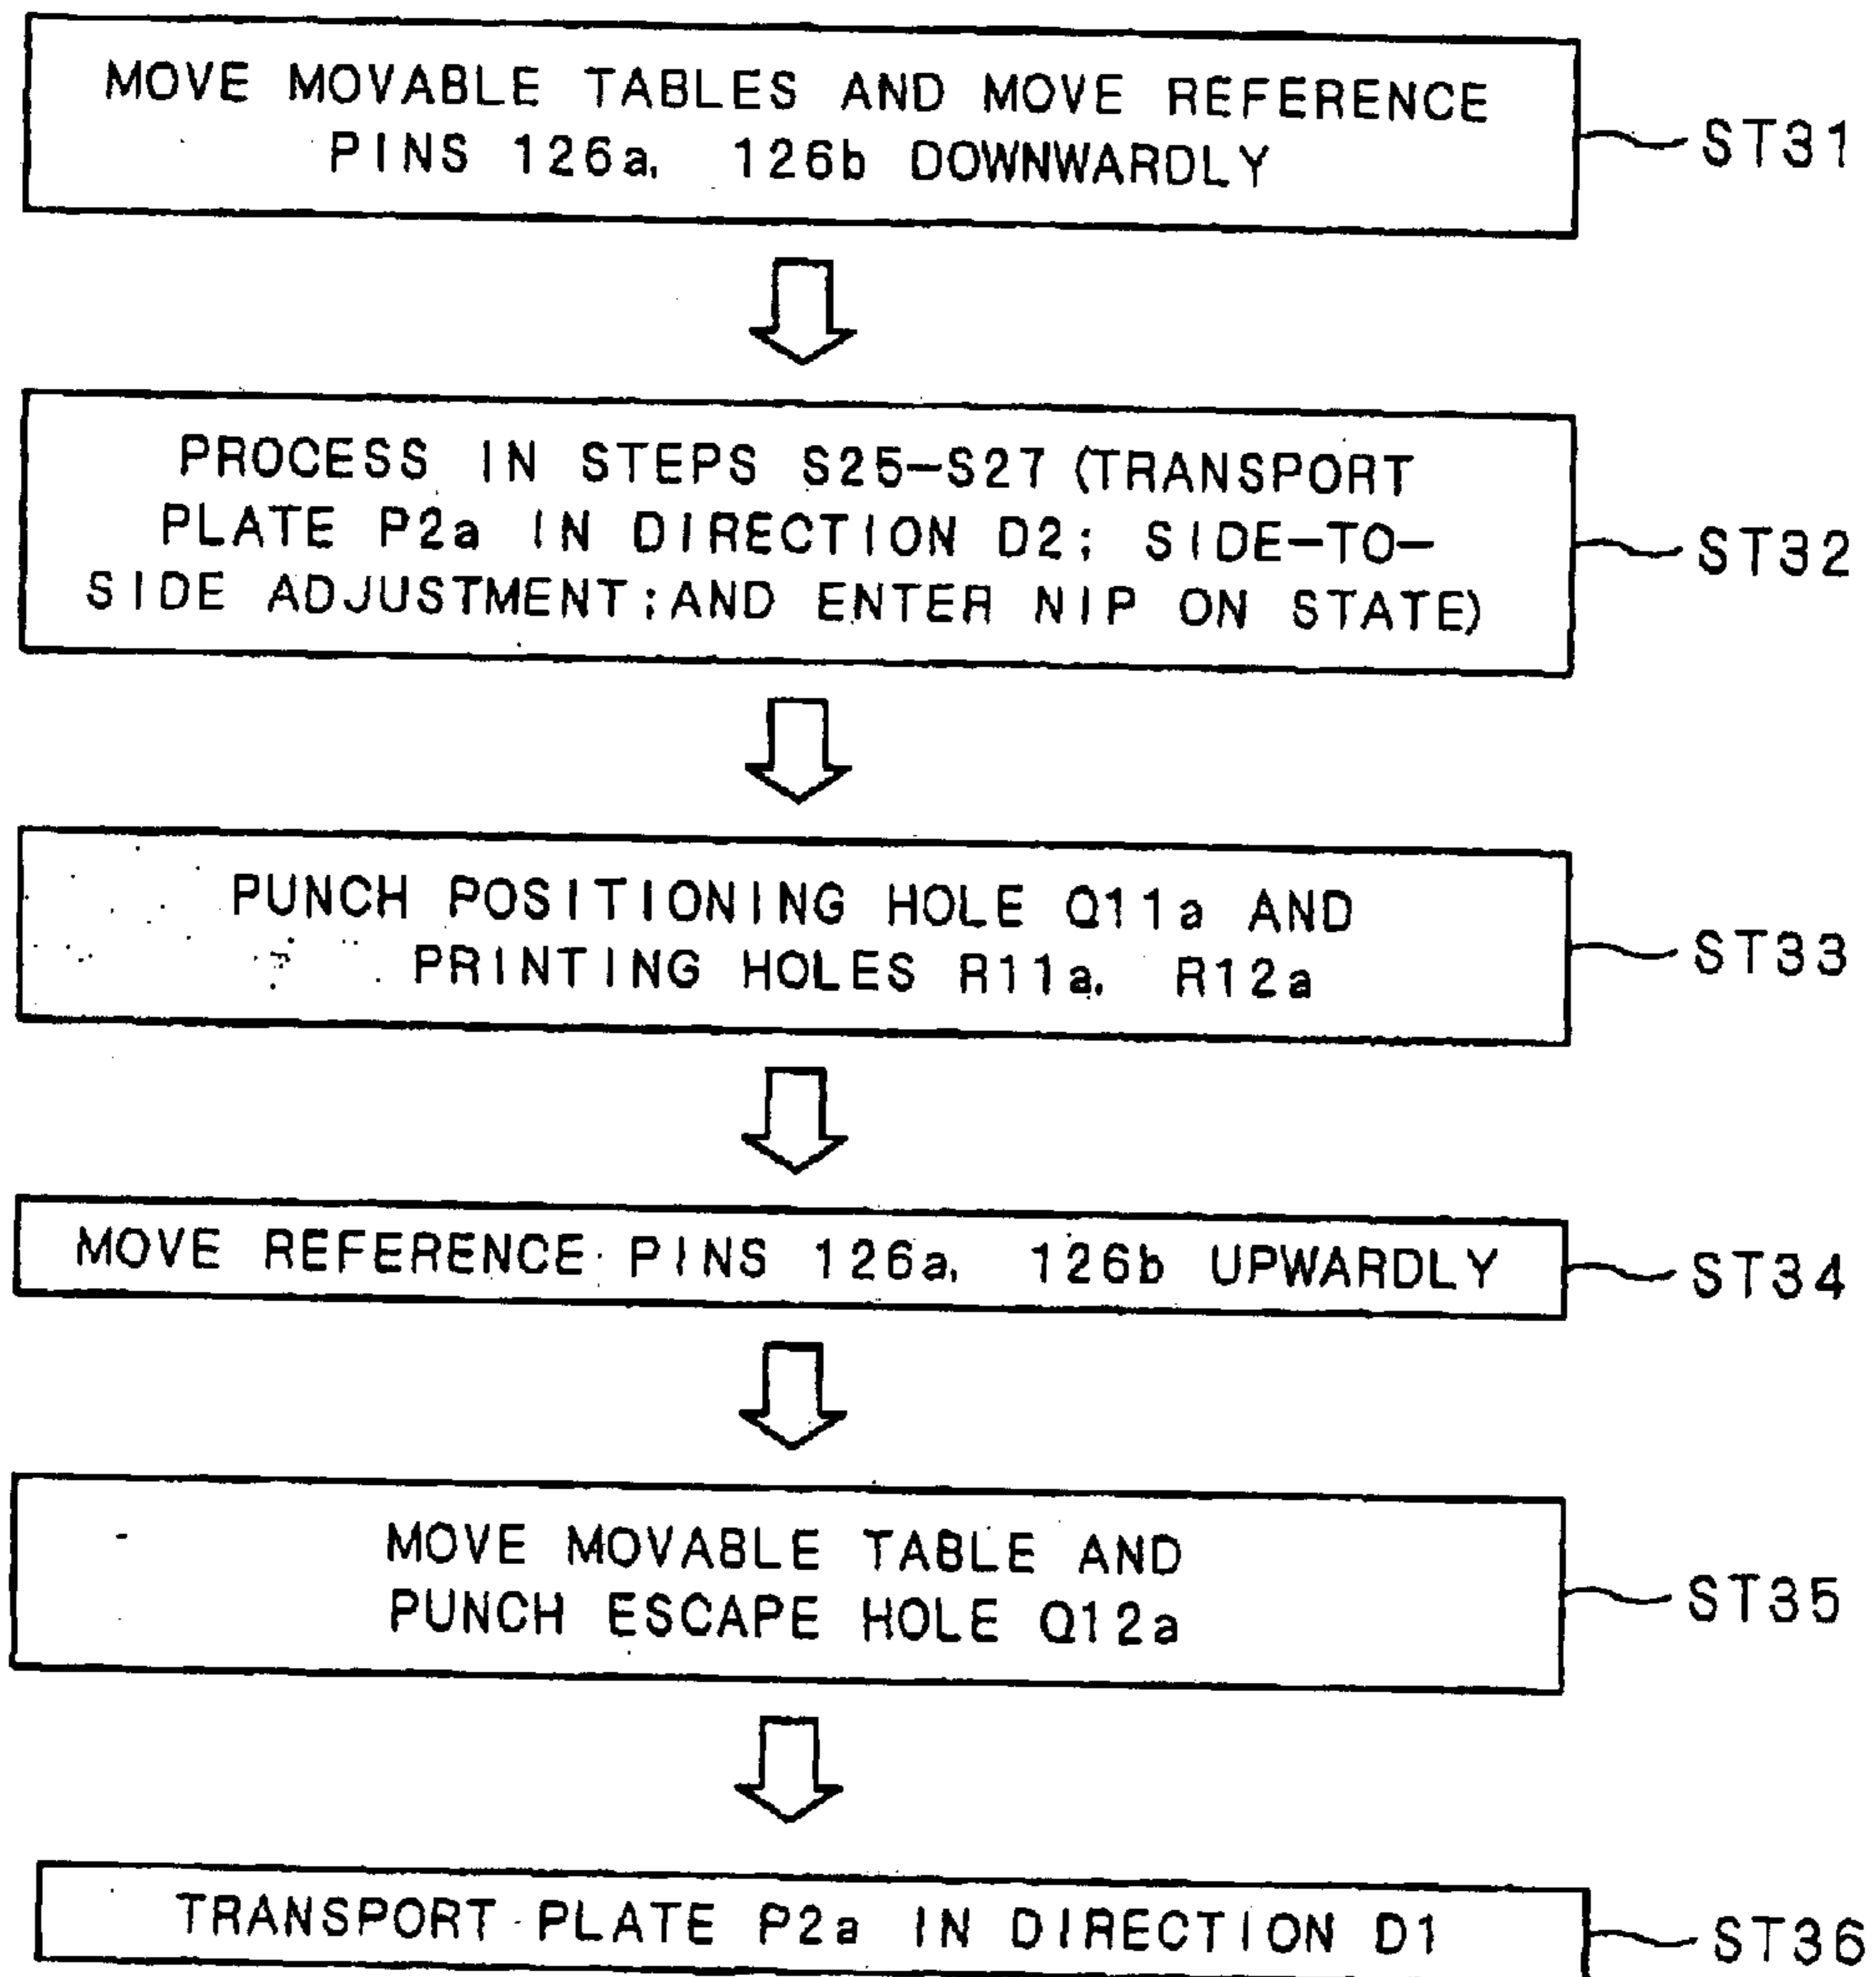 MOVE MOVABLE TABLES AND MOVE REFERENCE
PINS 126a, 126b DOWNWARDLY
ST31
PROCESS IN STEPS S25-S27 (TRANSPORT
PLATE P2a IN DIRECTION D2; SIDE-TO-
SIDE ADJUSTMENT;AND ENTER NIP ON STATE)
ST32
PUNCH POSITIONING HOLE Q11a AND
PRINTING HOLES R11a, R12a
ST33
MOVE REFERENCE PINS 126a, 126b UPWARDLY
ST34
MOVE MOVABLE TABLE AND
PUNCH ESCAPE HOLE Q12a
ST35
TRANSPORT PLATE P2a IN DIRECTION D1
ST36